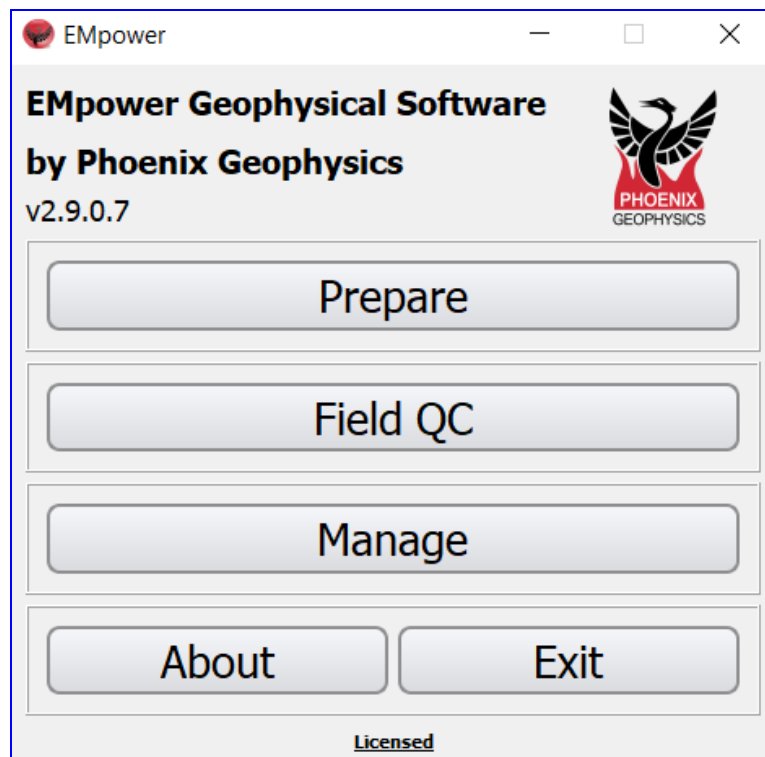 EMpower
EMpower Geophysical Software
by Phoenix Geophysics
v2.9.0.7
PHOENIX
GEOPHYSICS
Prepare
Field QC
Manage
About Exit
Licensed